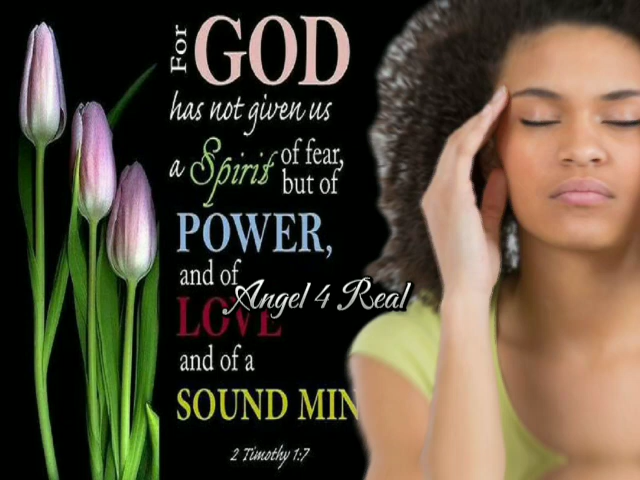 For GOD
has not given us
a Spirit of fear,
but of
POWER,
and of
Angel 4 Real
LOVE
and of a
SOUND MIN
2 Timothy 1:7